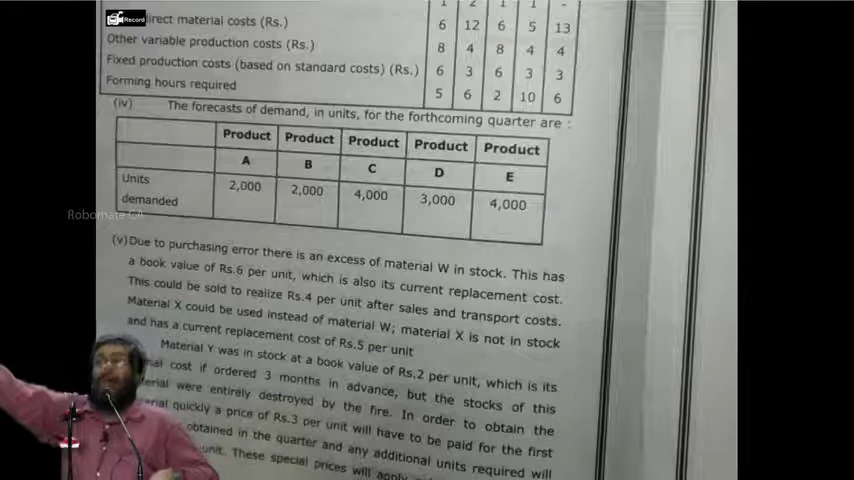 Record
1 2 1 1 -
direct material costs (Rs.) 6 12 6 5 13
Other variable production costs (Rs.) 8 4 8 4 4
Fixed production costs (based on standard costs) (Rs.) 6 3 6 3 3
Forming hours required 5 6 2 10 6
(iv) The forecasts of demand, in units, for the forthcoming quarter are :
Product Product Product Product Product
A B C D E
Units demanded 2,000 2,000 4,000 3,000 4,000
Robomate CA
(v) Due to purchasing error there is an excess of material W in stock. This has
a book value of Rs.6 per unit, which is also its current replacement cost.
This could be sold to realize Rs.4 per unit after sales and transport costs.
Material X could be used instead of material W; material X is not in stock
and has a current replacement cost of Rs.5 per unit
Material Y was in stock at a book value of Rs.2 per unit, which is its
cost if ordered 3 months in advance, but the stocks of this
were entirely destroyed by the fire. In order to obtain the
quickly a price of Rs.3 per unit will have to be paid for the first
obtained in the quarter and any additional units required will
unit. These special prices will apply